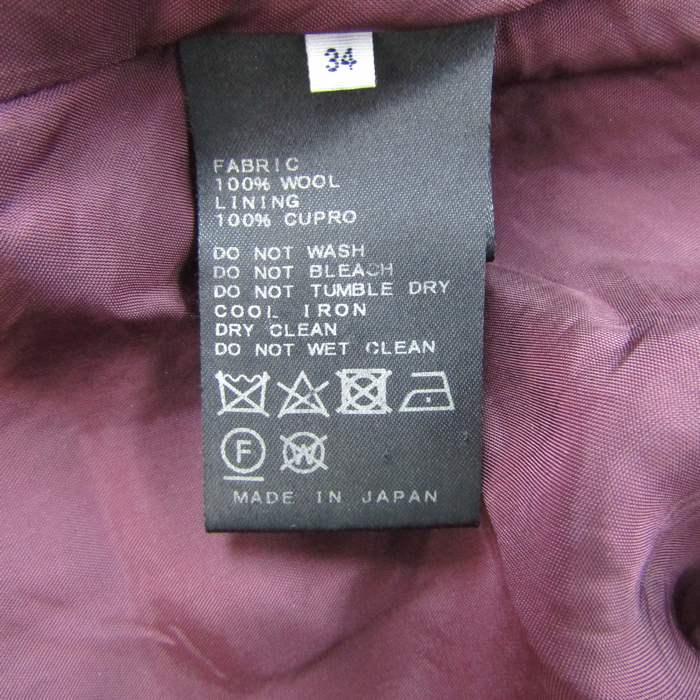 34
FABRIC
100% WOOL
LINING
100% CUPRO
DO NOT WASH
DO NOT BLEACH
DO NOT TUMBLE DRY
COOL IRON
DRY CLEAN
DO NOT WET CLEAN
F W
MADE IN JAPAN